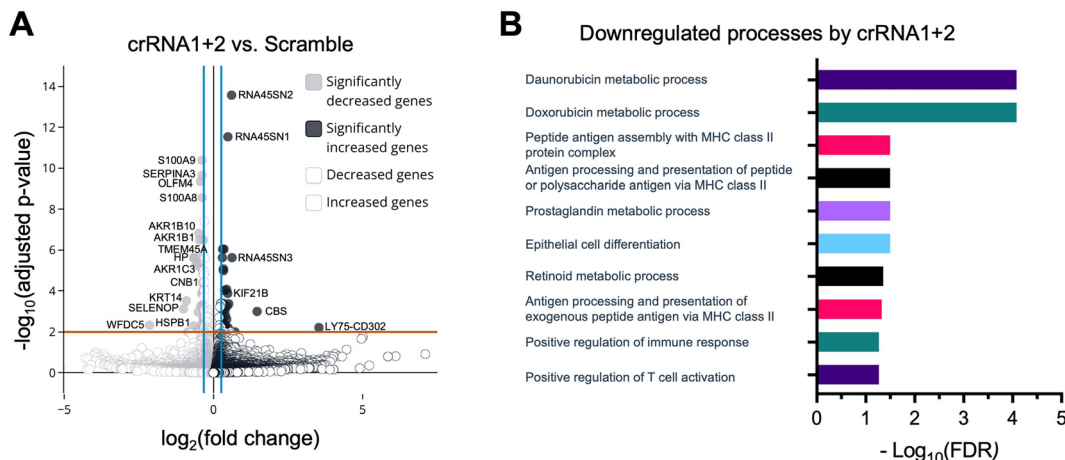 A
crRNA1+2 vs. Scramble
-log10(adjusted p-value)
14
12
10
8
6
4
2
0
−5
0
5
log2(fold change)
Significantly
decreased genes
Significantly
increased genes
Decreased genes
Increased genes
RNA45SN2
RNA45SN1
S100A9
SERPINA3
OLFM4
S100A8
AKR1B10
AKR1B1
TMEM45A
HP
AKR1C3
CNB1
KRT14
SELENOP
WFDC5
HSPB1
RNA45SN3
KIF21B
CBS
LY75-CD302
B
Downregulated processes by crRNA1+2
Daunorubicin metabolic process
Doxorubicin metabolic process
Peptide antigen assembly with MHC class II
protein complex
Antigen processing and presentation of peptide
or polysaccharide antigen via MHC class II
Prostaglandin metabolic process
Epithelial cell differentiation
Retinoid metabolic process
Antigen processing and presentation of
exogenous peptide antigen via MHC class II
Positive regulation of immune response
Positive regulation of T cell activation
0
1
2
3
4
5
- Log10(FDR)